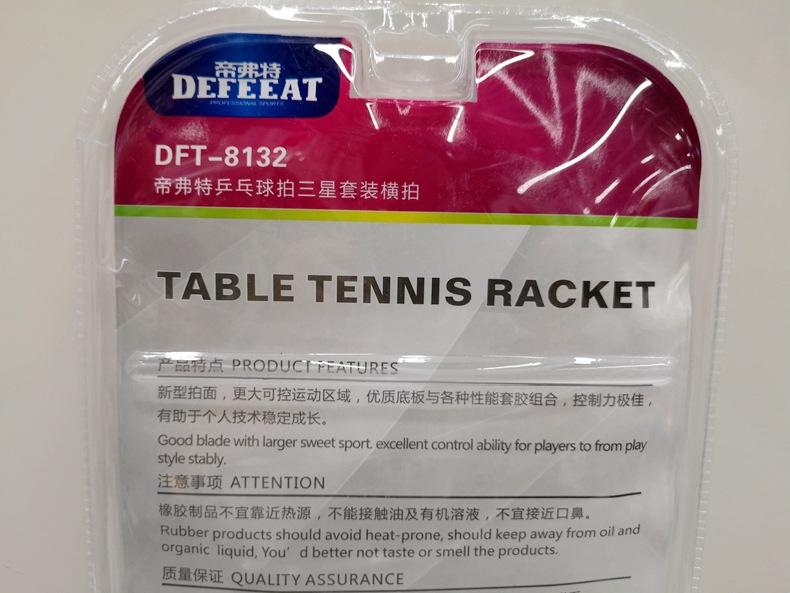 帝弗特
DEFEEAT
PROFESSIONAL SPORTS
DFT-8132
帝弗特乒乓球拍三星套装横拍
TABLE TENNIS RACKET
产品特点 PRODUCT FEATURES
新型拍面，更大可控运动区域，优质底板与各种性能套胶组合，控制力极佳，
有助于个人技术稳定成长。
Good blade with larger sweet sport. excellent control ability for players to from play
style stably.
注意事项 ATTENTION
橡胶制品不宜靠近热源，不能接触油及有机溶液，不宜接近口鼻。
Rubber products should avoid heat-prone, should keep away from oil and
organic liquid, You'd better not taste or smell the products.
质量保证 QUALITY ASSURANCE